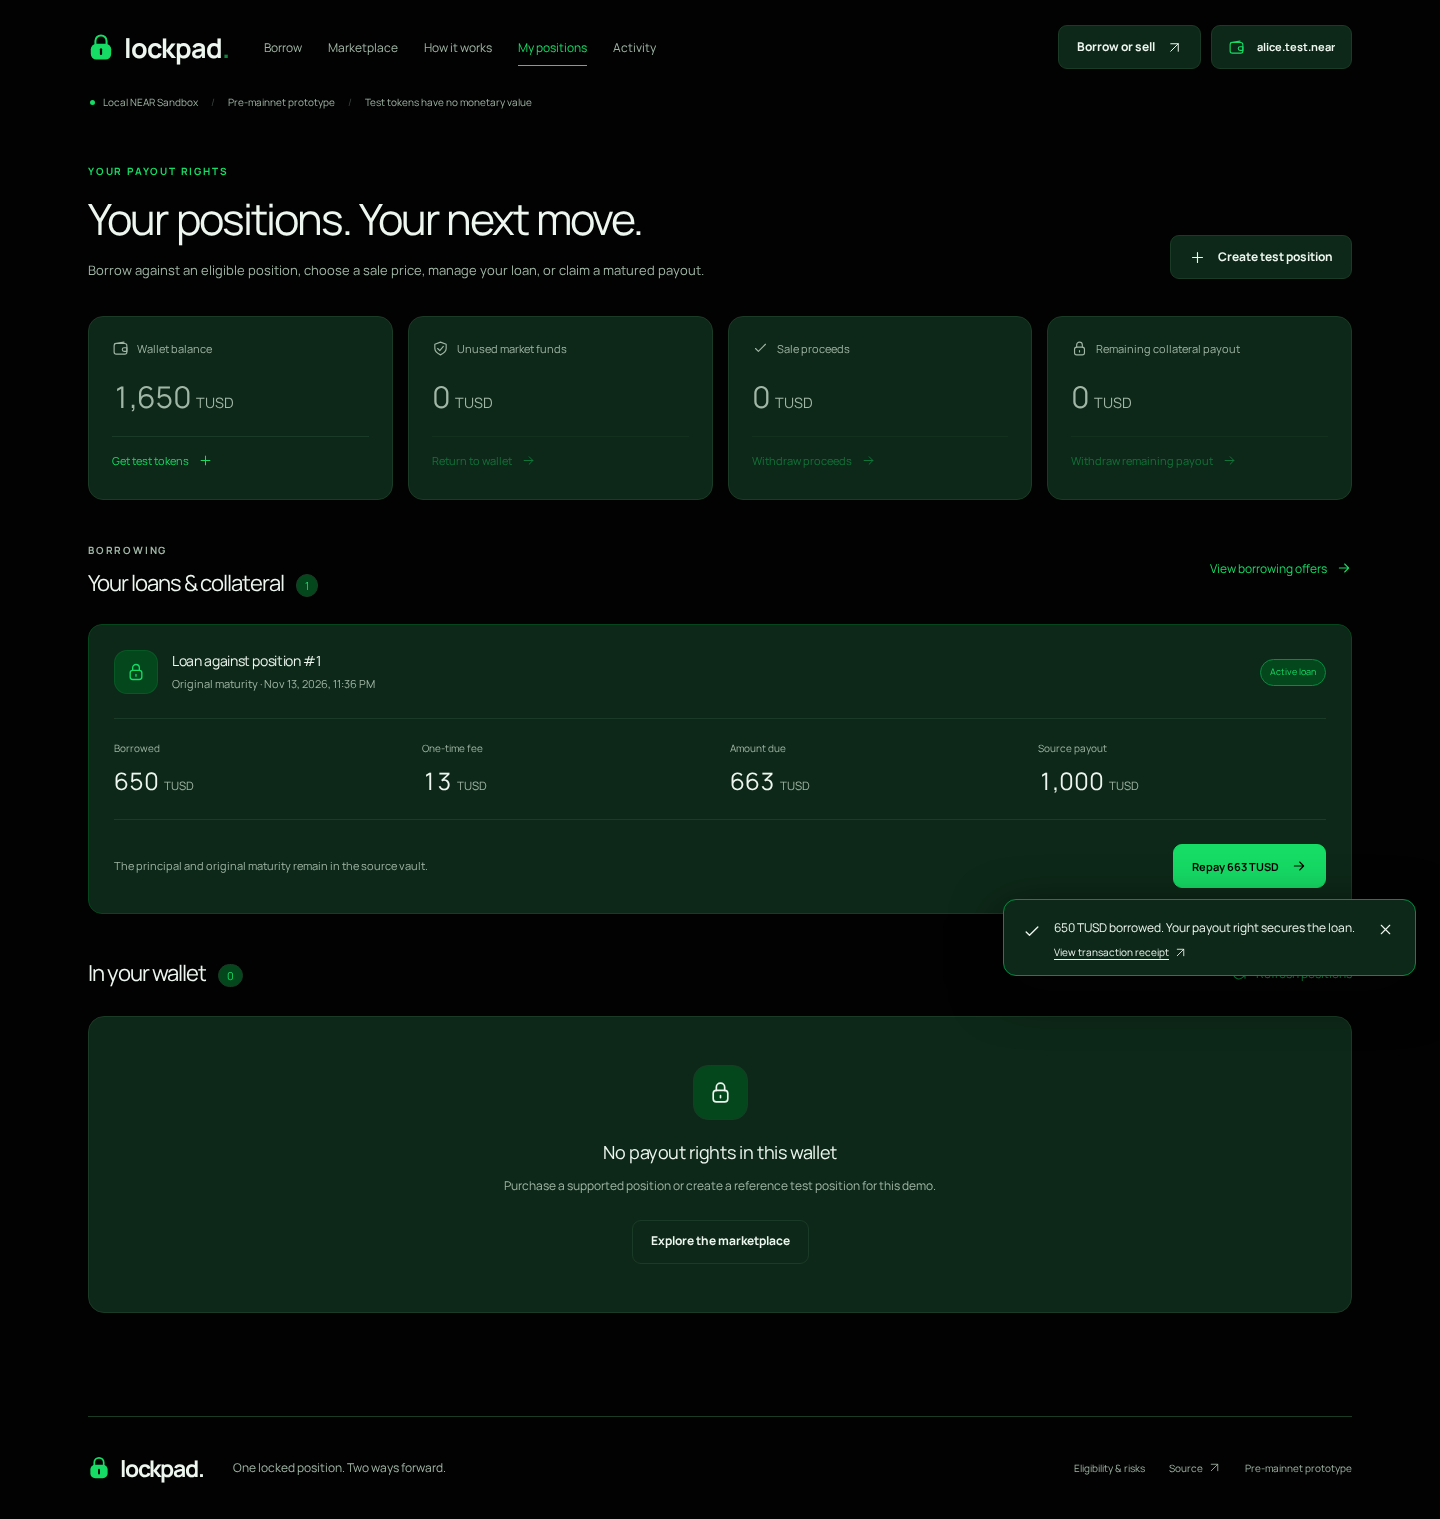 lockpad.
Borrow
Marketplace
How it works
My positions
Activity
Borrow or sell
alice.test.near
Local NEAR Sandbox / Pre-mainnet prototype / Test tokens have no monetary value
YOUR PAYOUT RIGHTS
Your positions. Your next move.
Borrow against an eligible position, choose a sale price, manage your loan, or claim a matured payout.
Create test position
Wallet balance
1,650 TUSD
Get test tokens
Unused market funds
0 TUSD
Return to wallet
Sale proceeds
0 TUSD
Withdraw proceeds
Remaining collateral payout
0 TUSD
Withdraw remaining payout
BORROWING
Your loans & collateral 1
View borrowing offers
Loan against position #1
Original maturity · Nov 13, 2026, 11:36 PM
Active loan
Borrowed
650 TUSD
One-time fee
13 TUSD
Amount due
663 TUSD
Source payout
1,000 TUSD
The principal and original maturity remain in the source vault.
Repay 663 TUSD
650 TUSD borrowed. Your payout right secures the loan.
View transaction receipt
In your wallet 0
No payout rights in this wallet
Purchase a supported position or create a reference test position for this demo.
Explore the marketplace
lockpad.
One locked position. Two ways forward.
Eligibility & risks
Source
Pre-mainnet prototype